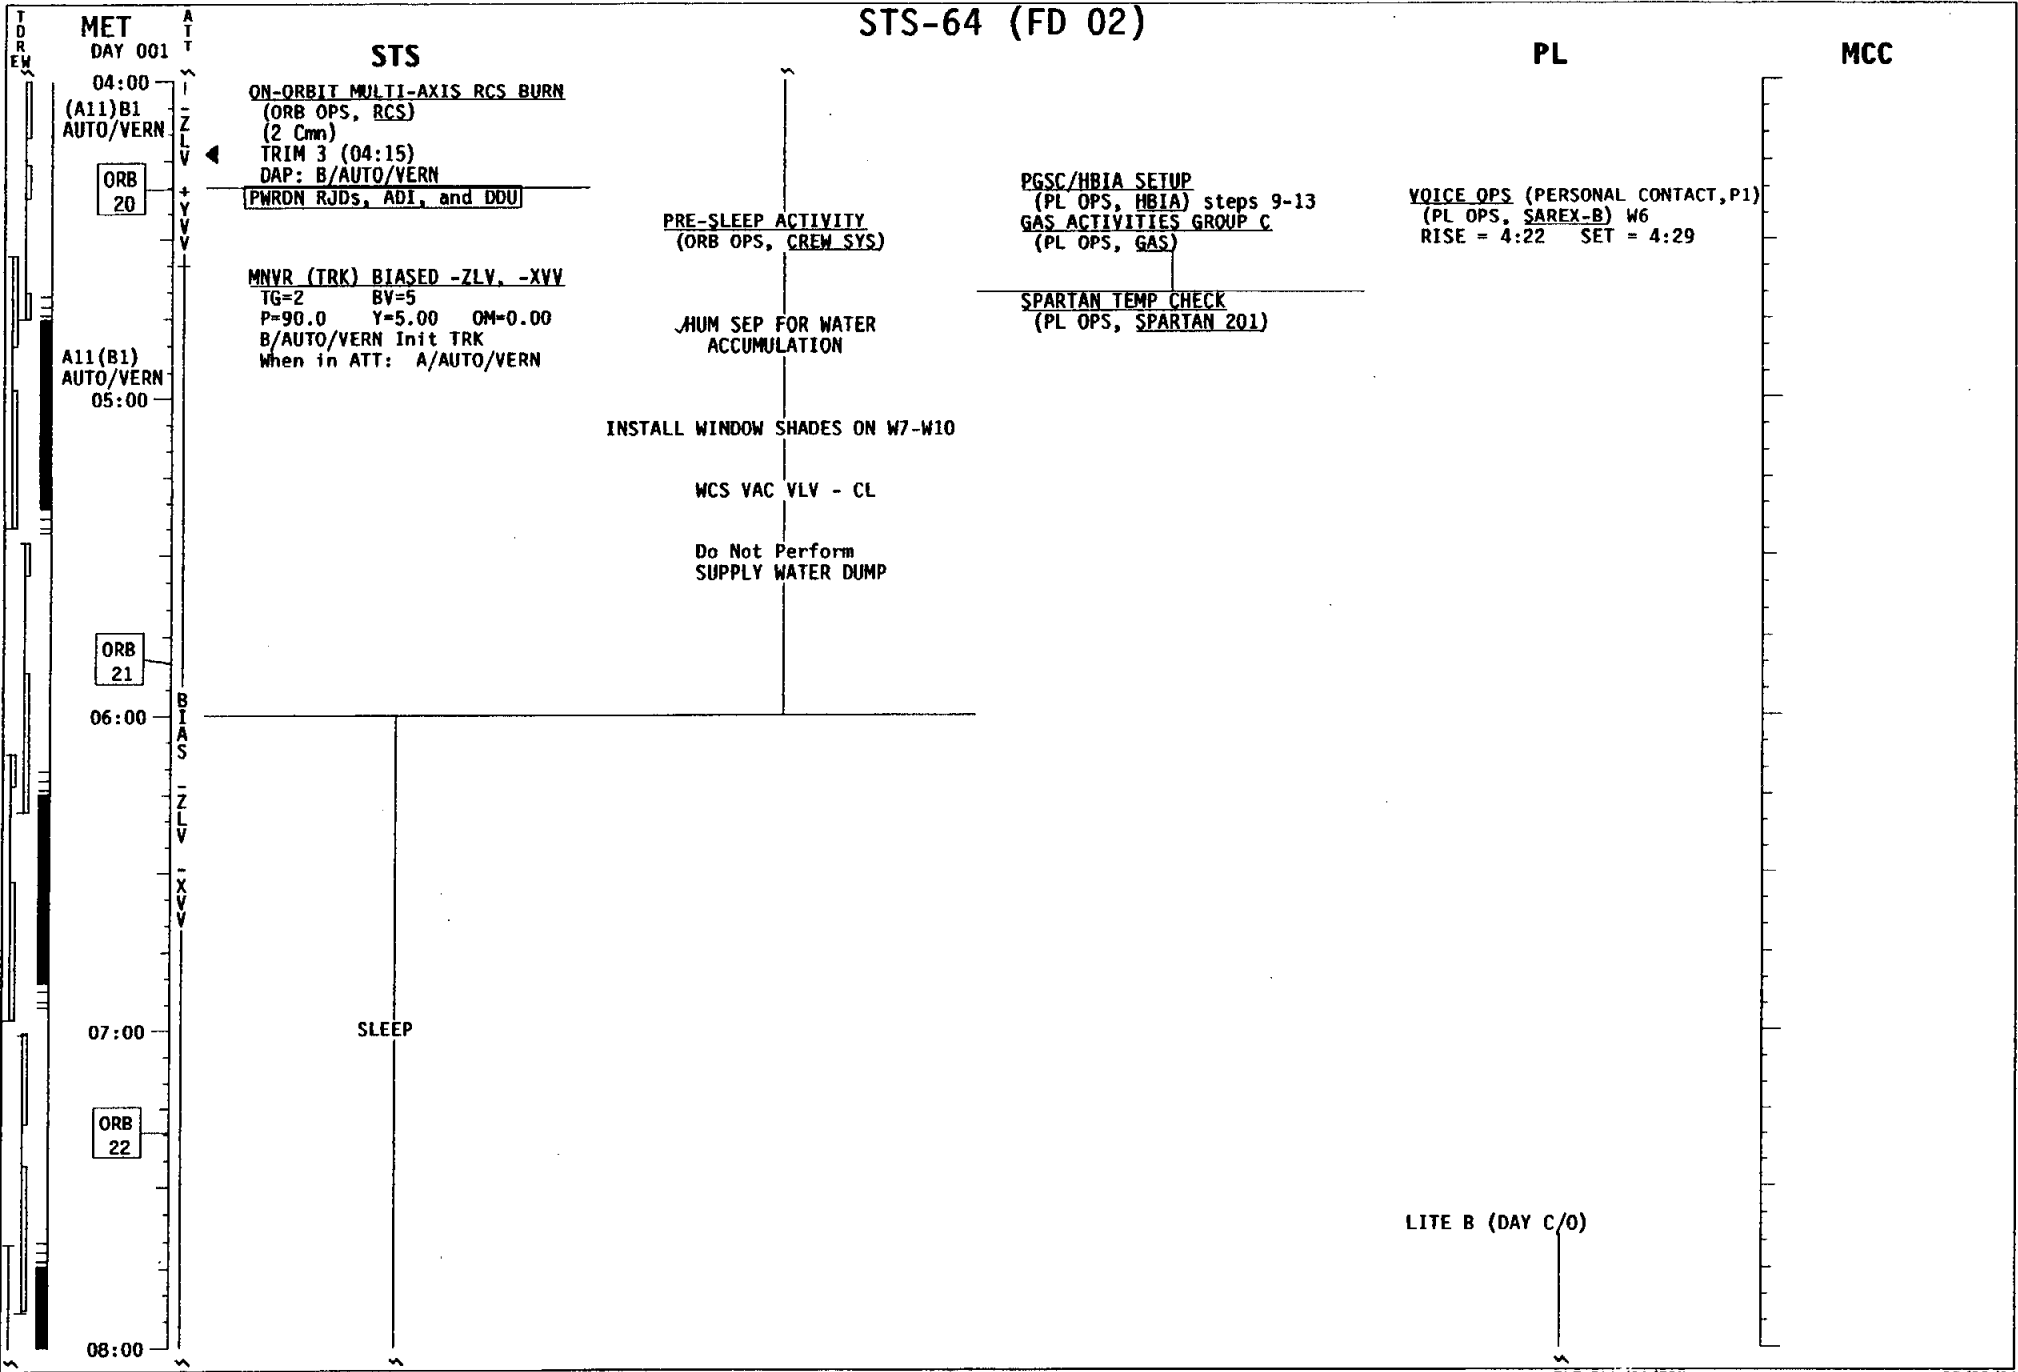 STS-64 (FD 02)
TDRE W
MET
DAY 001
ATT
STS
PL
MCC
04:00
(A11)B1
AUTO/VERN
-ZLV +YVV
ORB
20
ON-ORBIT MULTI-AXIS RCS BURN
(ORB OPS, RCS)
(2 Cmn)
TRIM 3 (04:15)
DAP: B/AUTO/VERN
PWRDN RJDs, ADI, and DDU
MNVR (TRK) BIASED -ZLV, -XVV
TG=2 BV=5
P=90.0 Y=5.00 OM=0.00
B/AUTO/VERN Init TRK
When in ATT: A/AUTO/VERN
PRE-SLEEP ACTIVITY
(ORB OPS, CREW SYS)
✓HUM SEP FOR WATER
ACCUMULATION
INSTALL WINDOW SHADES ON W7-W10
WCS VAC VLV - CL
Do Not Perform
SUPPLY WATER DUMP
PGSC/HBIA SETUP
(PL OPS, HBIA) steps 9-13
GAS ACTIVITIES GROUP C
(PL OPS, GAS)
SPARTAN TEMP CHECK
(PL OPS, SPARTAN 201)
VOICE OPS (PERSONAL CONTACT,P1)
(PL OPS, SAREX-B) W6
RISE = 4:22 SET = 4:29
A11(B1)
AUTO/VERN
05:00
ORB
21
06:00
BIAS -ZLV -XVV
07:00
SLEEP
ORB
22
LITE B (DAY C/O)
08:00